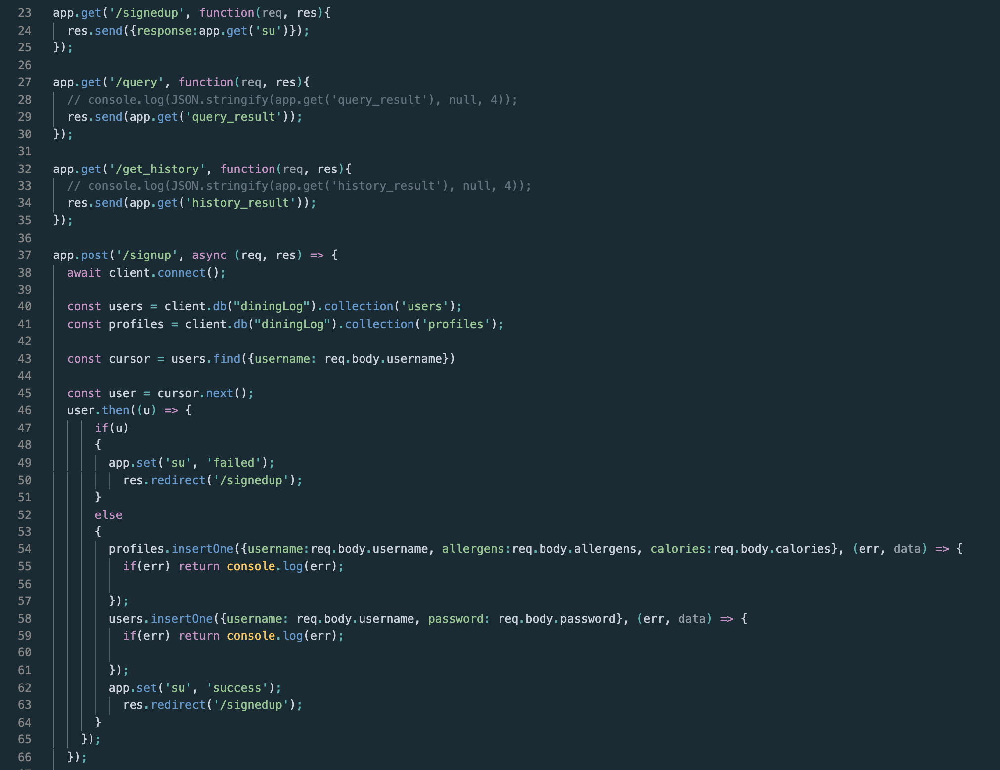 23 app.get('/signedup', function(req, res){
24 res.send({response:app.get('su')});
25 });
26
27 app.get('/query', function(req, res){
28 // console.log(JSON.stringify(app.get('query_result'), null, 4));
29 res.send(app.get('query_result'));
30 });
31
32 app.get('/get_history', function(req, res){
33 // console.log(JSON.stringify(app.get('history_result'), null, 4));
34 res.send(app.get('history_result'));
35 });
36
37 app.post('/signup', async (req, res) => {
38 await client.connect();
39
40 const users = client.db("diningLog").collection('users');
41 const profiles = client.db("diningLog").collection('profiles');
42
43 const cursor = users.find({username: req.body.username})
44
45 const user = cursor.next();
46 user.then((u) => {
47 if(u)
48 {
49 app.set('su', 'failed');
50 res.redirect('/signedup');
51 }
52 else
53 {
54 profiles.insertOne({username:req.body.username, allergens:req.body.allergens, calories:req.body.calories}, (err, data) => {
55 if(err) return console.log(err);
56
57 });
58 users.insertOne({username: req.body.username, password: req.body.password}, (err, data) => {
59 if(err) return console.log(err);
60
61 });
62 app.set('su', 'success');
63 res.redirect('/signedup');
64 }
65 });
66 });